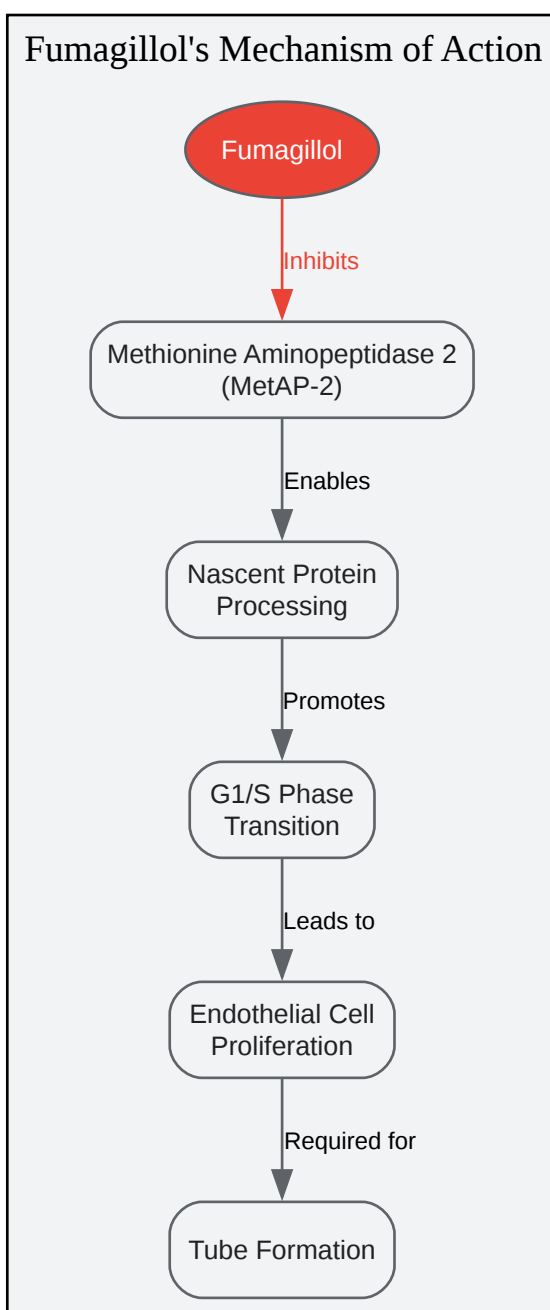 Fumagillol's Mechanism of Action
Fumagillol
Inhibits
Methionine Aminopeptidase 2
(MetAP-2)
Enables
Nascent Protein
Processing
Promotes
G1/S Phase
Transition
Leads to
Endothelial Cell
Proliferation
Required for
Tube Formation